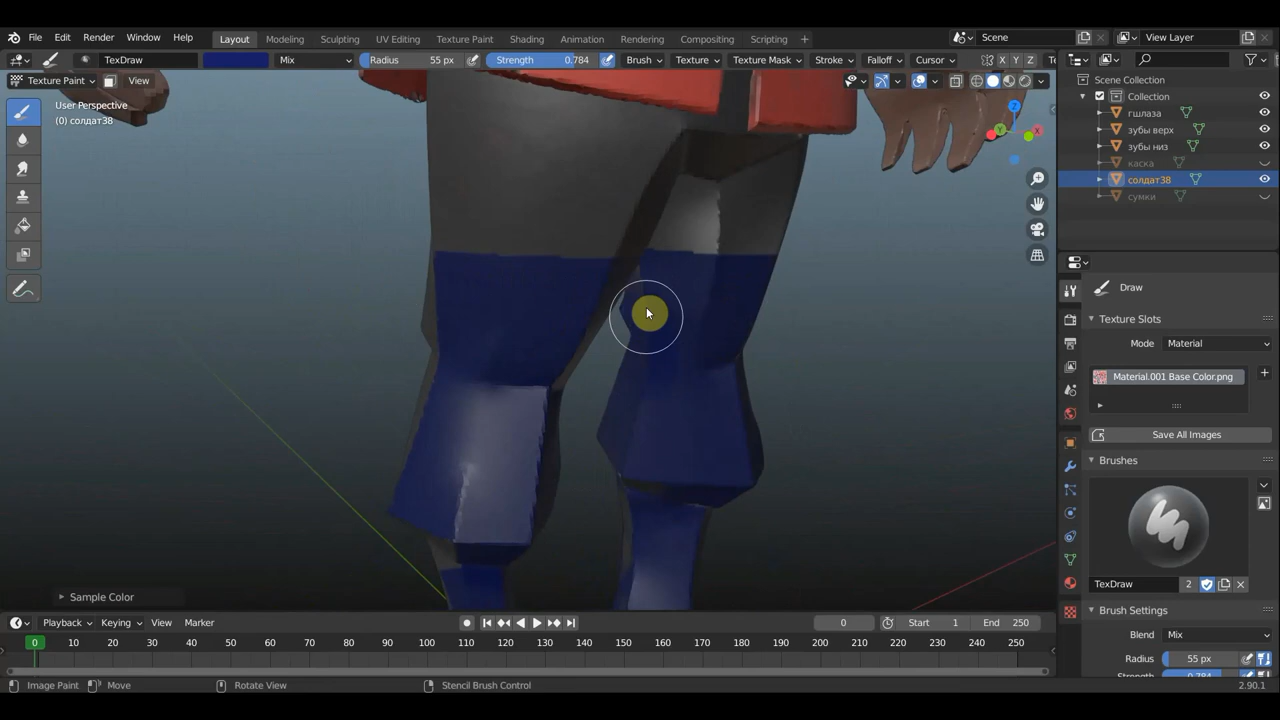 File Edit Render Window Help Layout Modeling Sculpting UV Editing Texture Paint Shading Animation Rendering Compositing Scripting + Scene View Layer
TexDraw Mix Radius 55 px Strength 0.784 Brush Texture Texture Mask Stroke Falloff Cursor X Y Z Te
Texture Paint View
Scene Collection
User Perspective
(0) солдат38
Collection
гшлаза
зубы верх
зубы низ
каска
солдат38
сумки
Draw
Texture Slots
Mode Material
Material.001 Base Color.png
Save All Images
Brushes
TexDraw 2
Sample Color
Brush Settings
Playback Keying View Marker 0 Start 1 End 250
Blend Mix
0 10 20 30 40 50 60 70 80 90 100 110 120 130 140 150 160 170 180 190 200 210 220 230 240 250
Radius 55 px
Strength 0.784
Image Paint Move Rotate View Stencil Brush Control 2.90.1